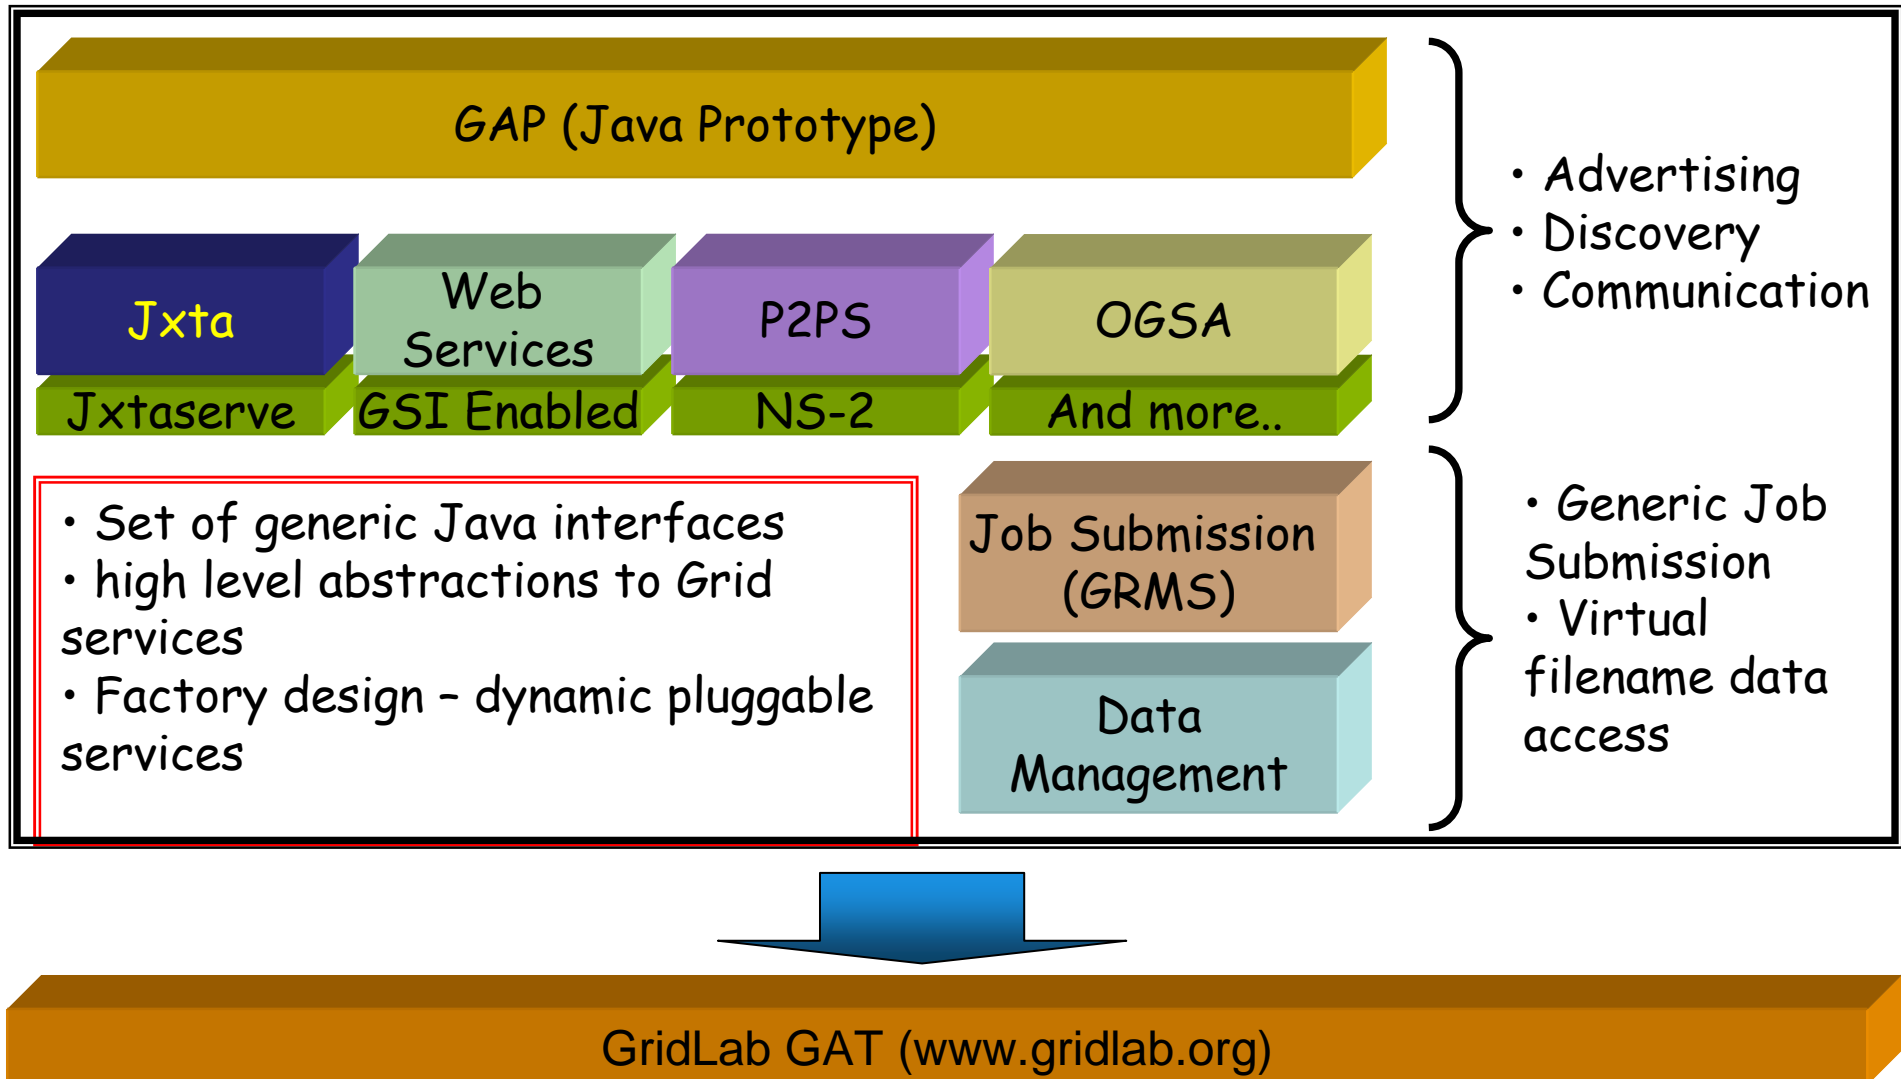 GAP (Java Prototype)
• Advertising
• Discovery
• Communication
Jxta
Web
Services
P2PS
OGSA
Jxtaserve
GSI Enabled
NS-2
And more..
• Set of generic Java interfaces
• high level abstractions to Grid
services
• Factory design – dynamic pluggable
services
Job Submission
(GRMS)
Data
Management
• Generic Job
Submission
• Virtual
filename data
access
GridLab GAT (www.gridlab.org)